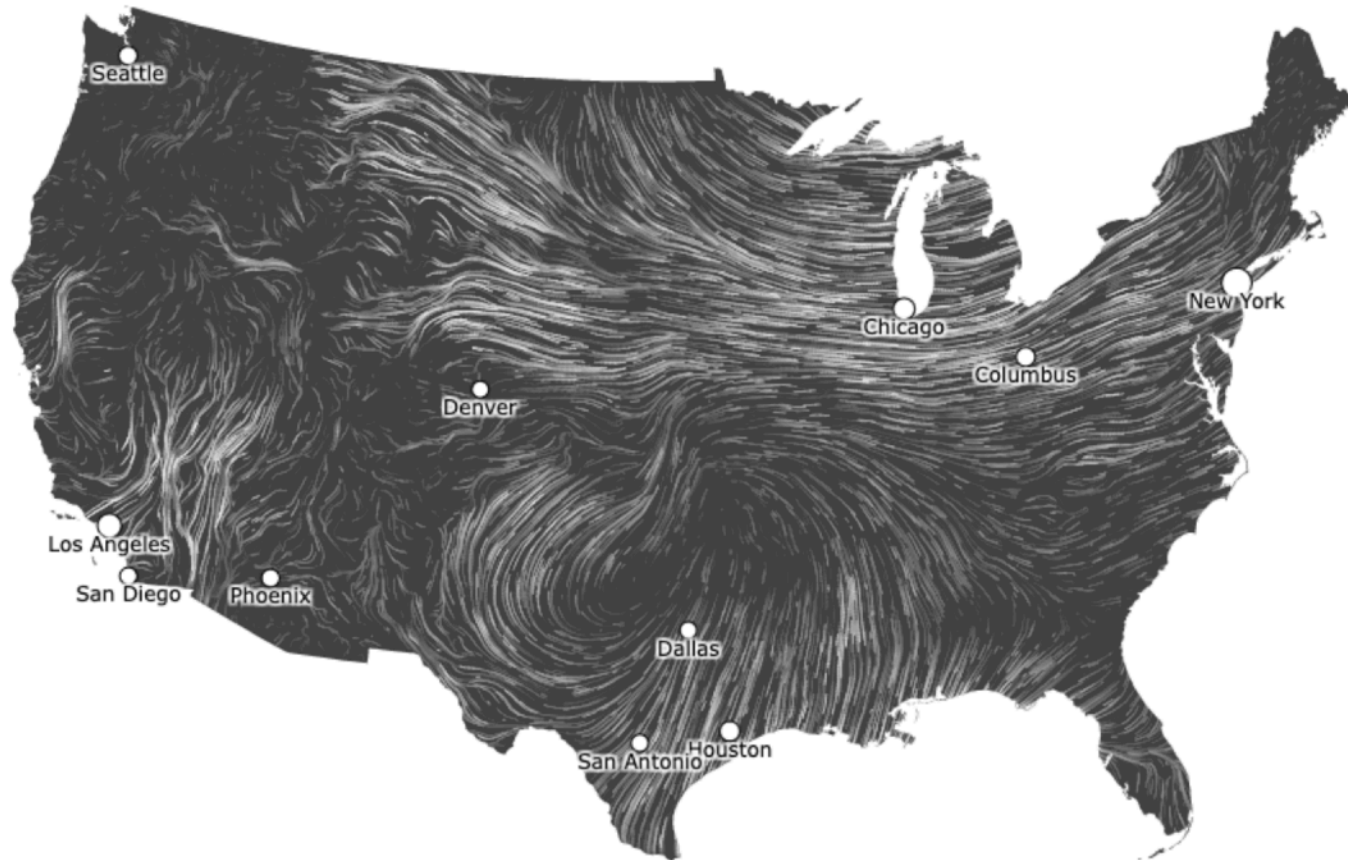 Seattle
New York
Chicago
Columbus
Denver
Los Angeles
San Diego
Phoenix
Dallas
Houston
San Antonio